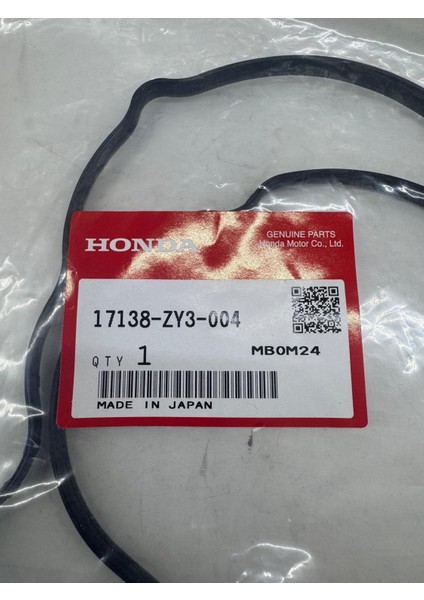 HONDA
GENUINE PARTS
Honda Motor Co., Ltd.
17138-ZY3-004
QTY 1
MB0M24
MADE IN JAPAN